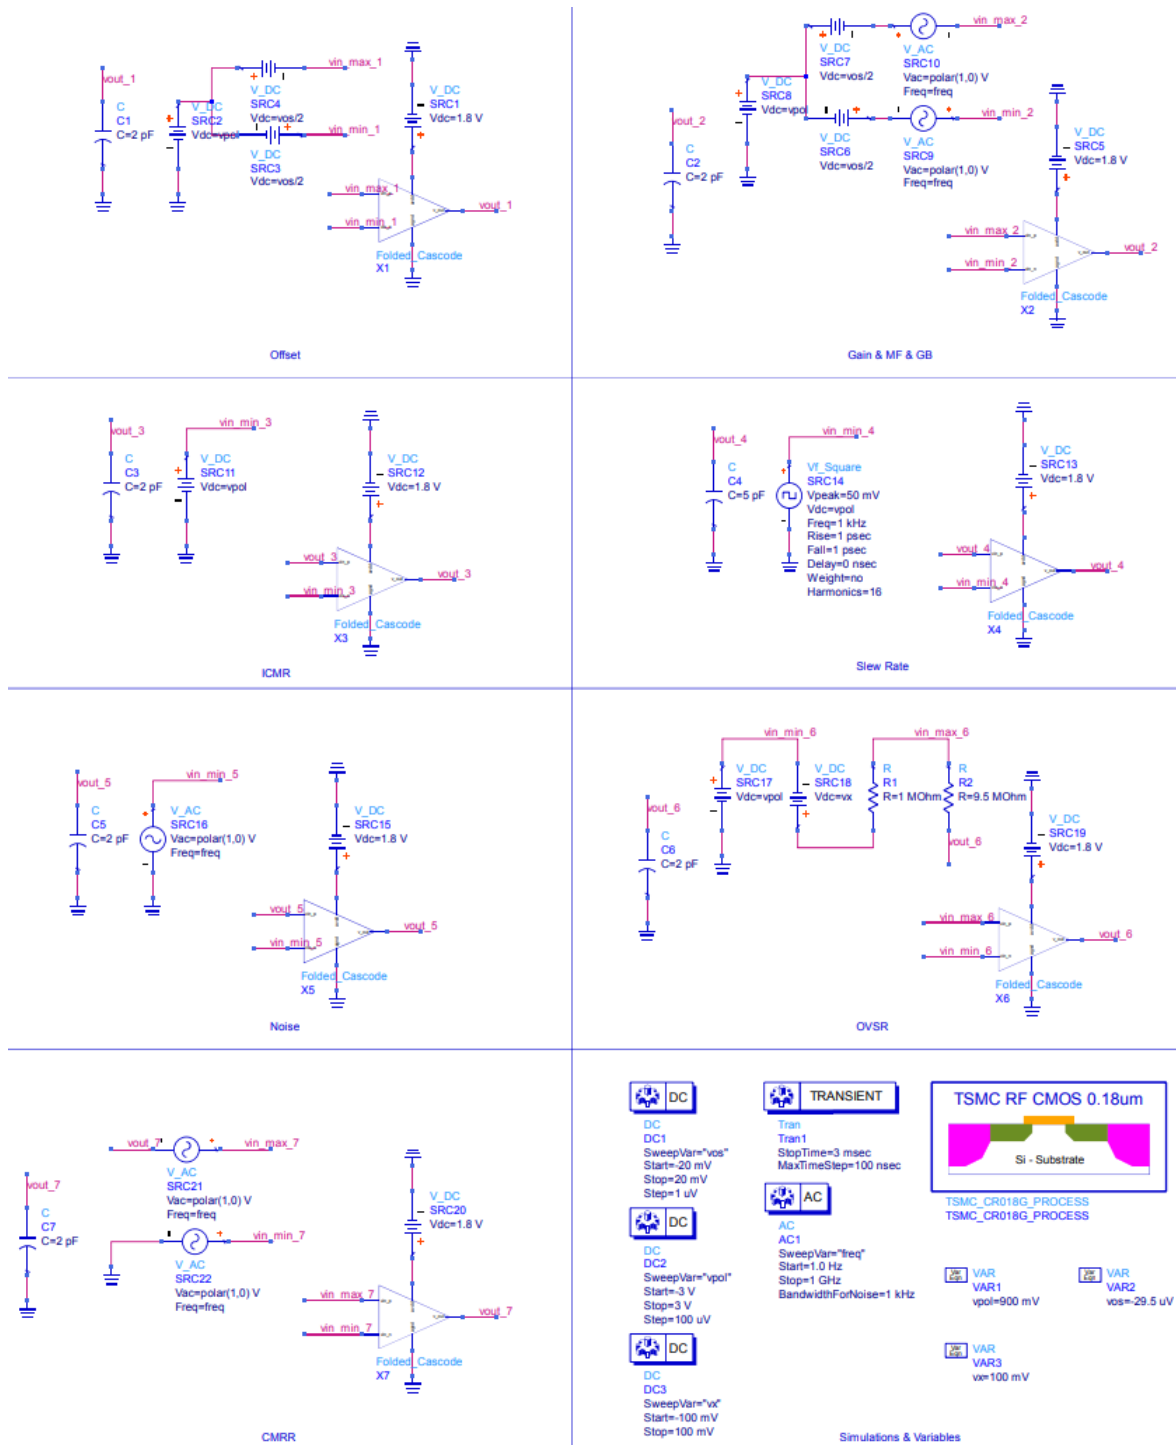 vout_1
C
C1
C=2 pF
V_DC
SRC2
Vdc=vpol
vin_max_1
V_DC
SRC4
Vdc=vos/2
vin_min_1
V_DC
SRC3
Vdc=vos/2
V_DC
SRC1
Vdc=1.8 V
vin_max_1
vin_min_1
vout_1
Folded_Cascode
X1
Offset
vout_2
C
C2
C=2 pF
V_DC
SRC8
Vdc=vpol
V_DC
SRC7
Vdc=vos/2
vin_max_2
V_AC
SRC10
Vac=polar(1,0) V
Freq=freq
V_DC
SRC6
Vdc=vos/2
vin_min_2
V_AC
SRC9
Vac=polar(1,0) V
Freq=freq
V_DC
SRC5
Vdc=1.8 V
vin_max_2
vin_min_2
vout_2
Folded_Cascode
X2
Gain & MF & GB
vout_3
C
C3
C=2 pF
vin_min_3
V_DC
SRC11
Vdc=vpol
V_DC
SRC12
Vdc=1.8 V
vout_3
vin_min_3
vout_3
Folded_Cascode
X3
ICMR
vout_4
C
C4
C=5 pF
vin_min_4
Vf_Square
SRC14
Vpeak=50 mV
Vdc=vpol
Freq=1 kHz
Rise=1 psec
Fall=1 psec
Delay=0 nsec
Weight=no
Harmonics=16
V_DC
SRC13
Vdc=1.8 V
vout_4
vin_min_4
vout_4
Folded_Cascode
X4
Slew Rate
vout_5
C
C5
C=2 pF
vin_min_5
V_AC
SRC16
Vac=polar(1,0) V
Freq=freq
V_DC
SRC15
Vdc=1.8 V
vout_5
vin_min_5
vout_5
Folded_Cascode
X5
Noise
vout_6
C
C6
C=2 pF
vin_min_6
V_DC
SRC17
Vdc=vpol
V_DC
SRC18
Vdc=vx
vin_max_6
R
R1
R=1 MOhm
R
R2
R=9.5 MOhm
vout_6
V_DC
SRC19
Vdc=1.8 V
vin_max_6
vin_min_6
vout_6
Folded_Cascode
X6
OVSR
vout_7
C
C7
C=2 pF
vout_7
vin_max_7
V_AC
SRC21
Vac=polar(1,0) V
Freq=freq
vin_min_7
V_AC
SRC22
Vac=polar(1,0) V
Freq=freq
V_DC
SRC20
Vdc=1.8 V
vin_max_7
vin_min_7
vout_7
Folded_Cascode
X7
CMRR
DC
DC
DC1
SweepVar="vos"
Start=-20 mV
Stop=20 mV
Step=1 uV
DC
DC
DC2
SweepVar="vpol"
Start=-3 V
Stop=3 V
Step=100 uV
DC
DC
DC3
SweepVar="vx"
Start=-100 mV
Stop=100 mV
TRANSIENT
Tran
Tran1
StopTime=3 msec
MaxTimeStep=100 nsec
AC
AC
AC1
SweepVar="freq"
Start=1.0 Hz
Stop=1 GHz
BandwidthForNoise=1 kHz
TSMC RF CMOS 0.18um
Si - Substrate
TSMC_CR018G_PROCESS
TSMC_CR018G_PROCESS
Var
Eqn
VAR
VAR1
vpol=900 mV
Var
Eqn
VAR
VAR2
vos=-29.5 uV
Var
Eqn
VAR
VAR3
vx=100 mV
Simulations & Variables